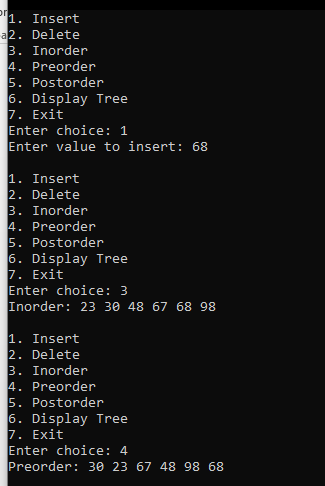 1. Insert
2. Delete
3. Inorder
4. Preorder
5. Postorder
6. Display Tree
7. Exit
Enter choice: 1
Enter value to insert: 68
1. Insert
2. Delete
3. Inorder
4. Preorder
5. Postorder
6. Display Tree
7. Exit
Enter choice: 3
Inorder: 23 30 48 67 68 98
1. Insert
2. Delete
3. Inorder
4. Preorder
5. Postorder
6. Display Tree
7. Exit
Enter choice: 4
Preorder: 30 23 67 48 98 68